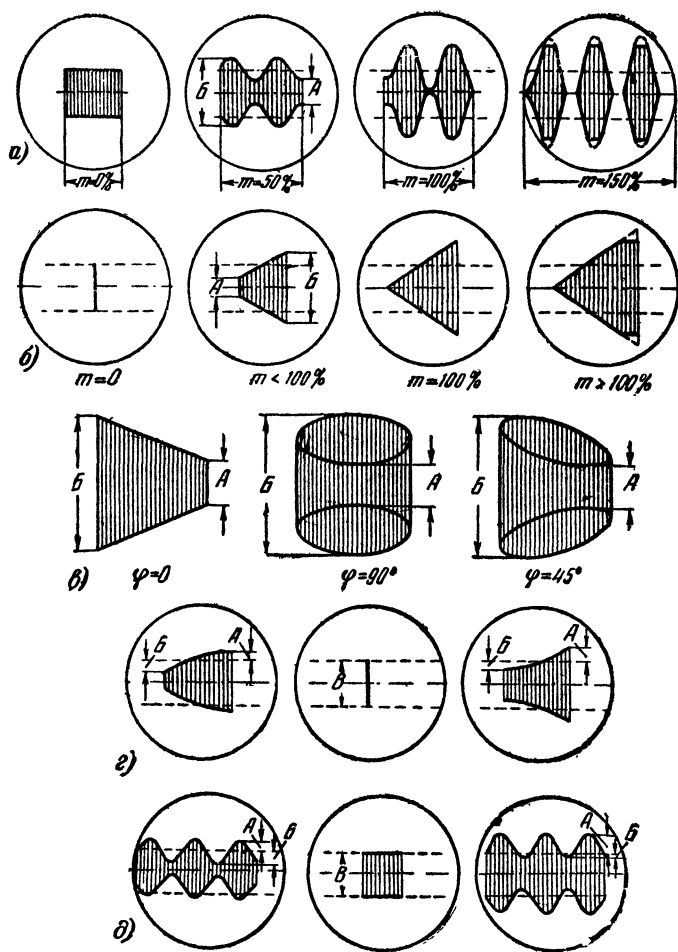 Б А
а)
m=0% m=50% m=100% m=150%
А Б
б)
m=0 m<100% m=100% m≥100%
Б А Б А Б А
в) φ=0 φ=90° φ=45°
Б А В Б А
г)
А Б В А Б
д)